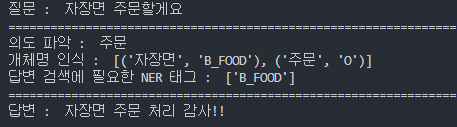 질문 :  자장면 주문할게요
================================================================
의도 파악 :  주문
개체명 인식 :  [('자장면', 'B_FOOD'), ('주문', 'O')]
답변 검색에 필요한 NER 태그 :  ['B_FOOD']
================================================================
답변 :  자장면 주문 처리 감사!!